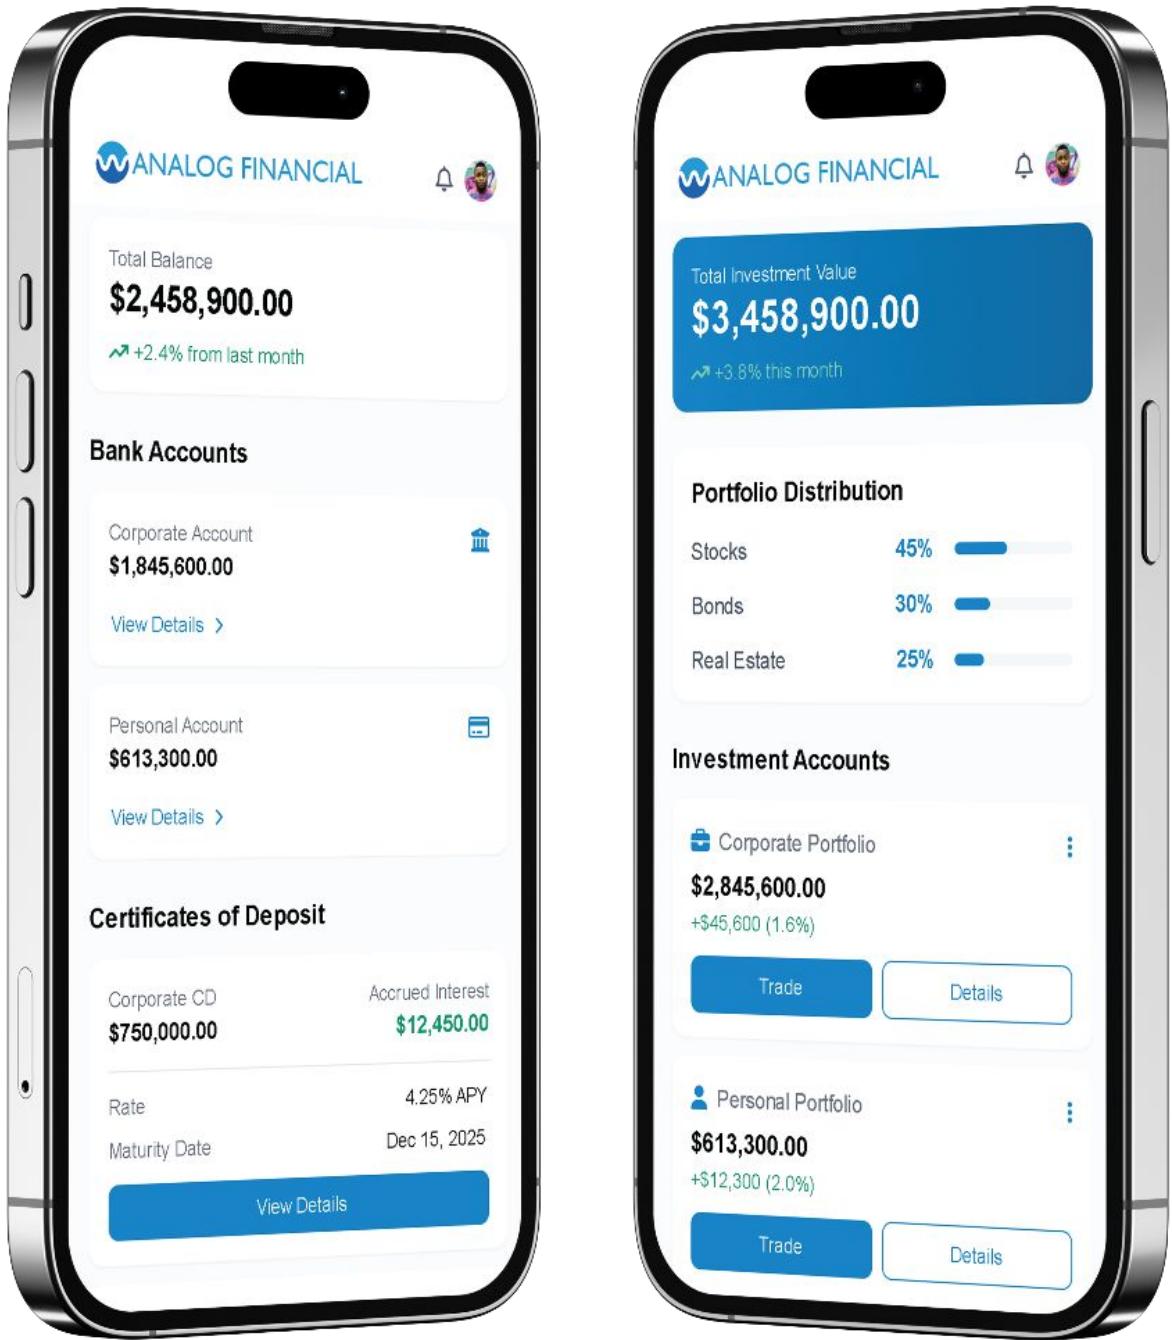 ANALOG FINANCIAL
Total Balance
$2,458,900.00
+2.4% from last month
Bank Accounts
Corporate Account
$1,845,600.00
View Details
Personal Account
$613,300.00
View Details
Certificates of Deposit
Corporate CD Accrued Interest
$750,000.00 $12,450.00
Rate 4.25% APY
Maturity Date Dec 15, 2025
View Details
ANALOG FINANCIAL
Total Investment Value
$3,458,900.00
+3.8% this month
Portfolio Distribution
Stocks 45%
Bonds 30%
Real Estate 25%
Investment Accounts
Corporate Portfolio
$2,845,600.00
+$45,600 (1.6%)
Trade Details
Personal Portfolio
$613,300.00
+$12,300 (2.0%)
Trade Details